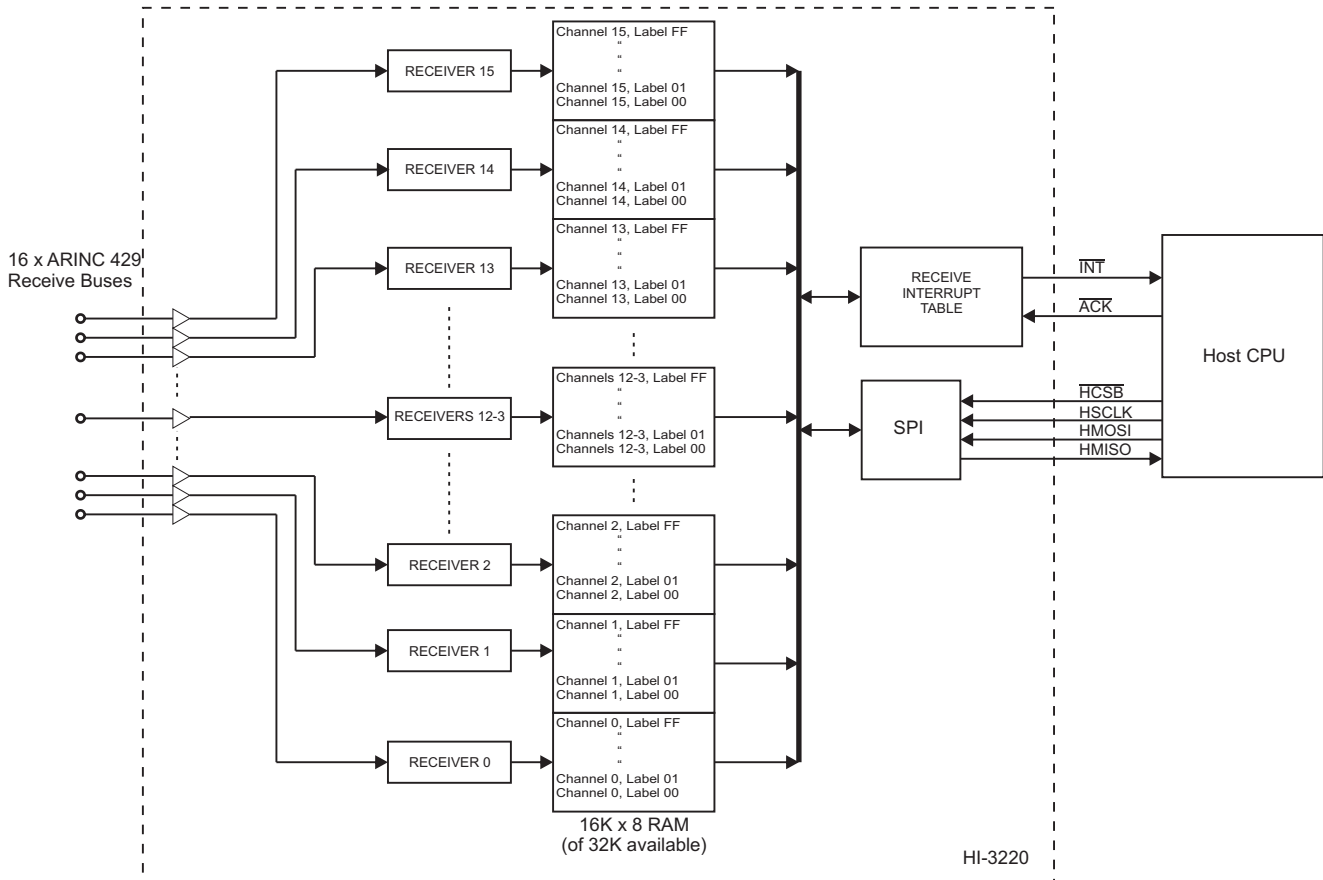 Channel 15, Label FF
“
“
“
Channel 15, Label 01
Channel 15, Label 00
RECEIVER 15
Channel 14, Label FF
“
“
“
Channel 14, Label 01
Channel 14, Label 00
RECEIVER 14
Channel 13, Label FF
“
“
“
Channel 13, Label 01
Channel 13, Label 00
RECEIVER 13
16 x ARINC 429
Receive Buses
RECEIVE
INTERRUPT
TABLE
INT
ACK
Host CPU
Channels 12-3, Label FF
“
“
“
Channels 12-3, Label 01
Channels 12-3, Label 00
RECEIVERS 12-3
SPI
HCSB
HSCLK
HMOSI
HMISO
Channel 2, Label FF
“
“
“
Channel 2, Label 01
Channel 2, Label 00
RECEIVER 2
Channel 1, Label FF
“
“
“
Channel 1, Label 01
Channel 1, Label 00
RECEIVER 1
Channel 0, Label FF
“
“
“
Channel 0, Label 01
Channel 0, Label 00
RECEIVER 0
16K x 8 RAM
(of 32K available)
HI-3220